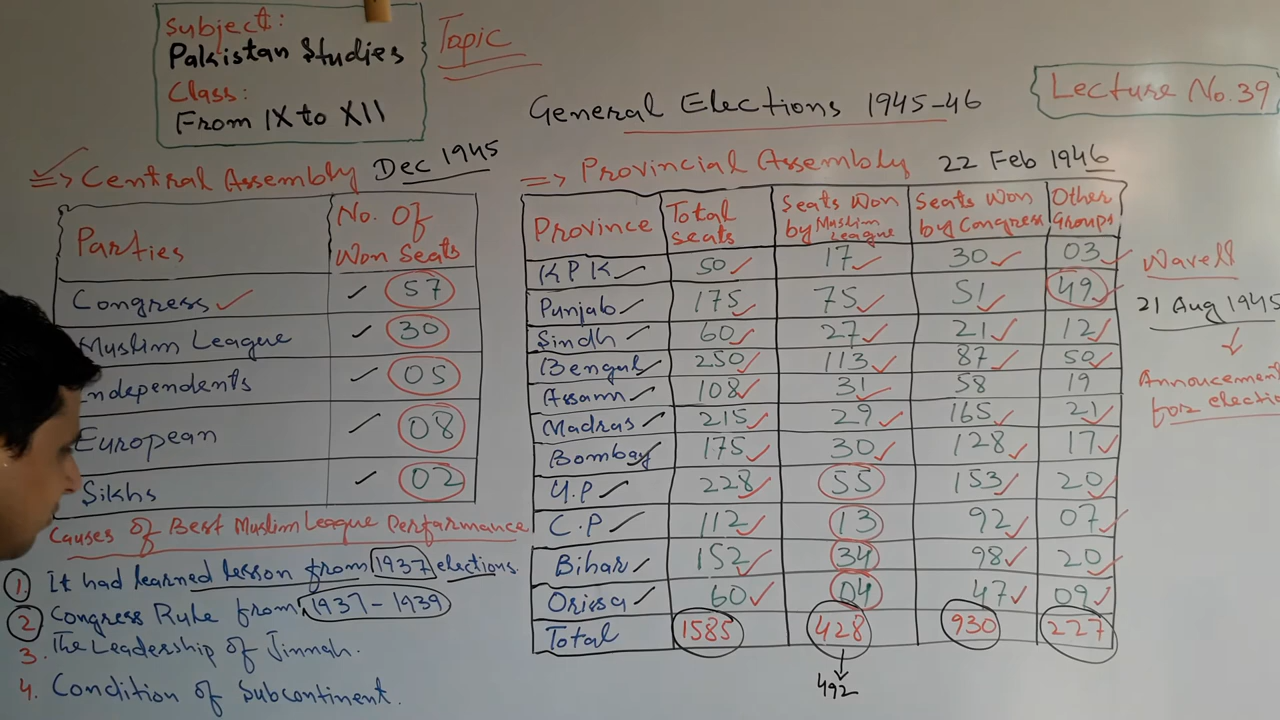 Subject:
Pakistan Studies
Class:
From IX to XII
Topic
General Elections 1945-46
Lecture No.39
=> Central Assembly Dec 1945
Parties No. Of Won Seats
Congress ✓ ✓ 57
Muslim League ✓ 30
Independents ✓ 05
European ✓ 08
Sikhs ✓ 02
Causes of Best Muslim League Performance
1. It had learned lesson from 1937 elections.
2. Congress Rule from 1937-1939
3. The Leadership of Jinnah.
4. Condition of Subcontinent.
=> Provincial Assembly 22 Feb 1946
Province Total Seats Seats Won by Muslim League Seats Won by Congress Other Groups
KPK 50 17 30 03
Punjab 175 75 51 49
Sindh 60 27 21 12
Bengal 250 113 87 50
Assam 108 31 58 19
Madras 215 29 165 21
Bombay 175 30 128 17
U.P 228 55 153 20
C.P 112 13 92 07
Bihar 152 34 98 20
Orissa 60 04 47 09
Total 1585 428 930 227
492
Wavell
21 Aug 1945
Annoucement
for electio